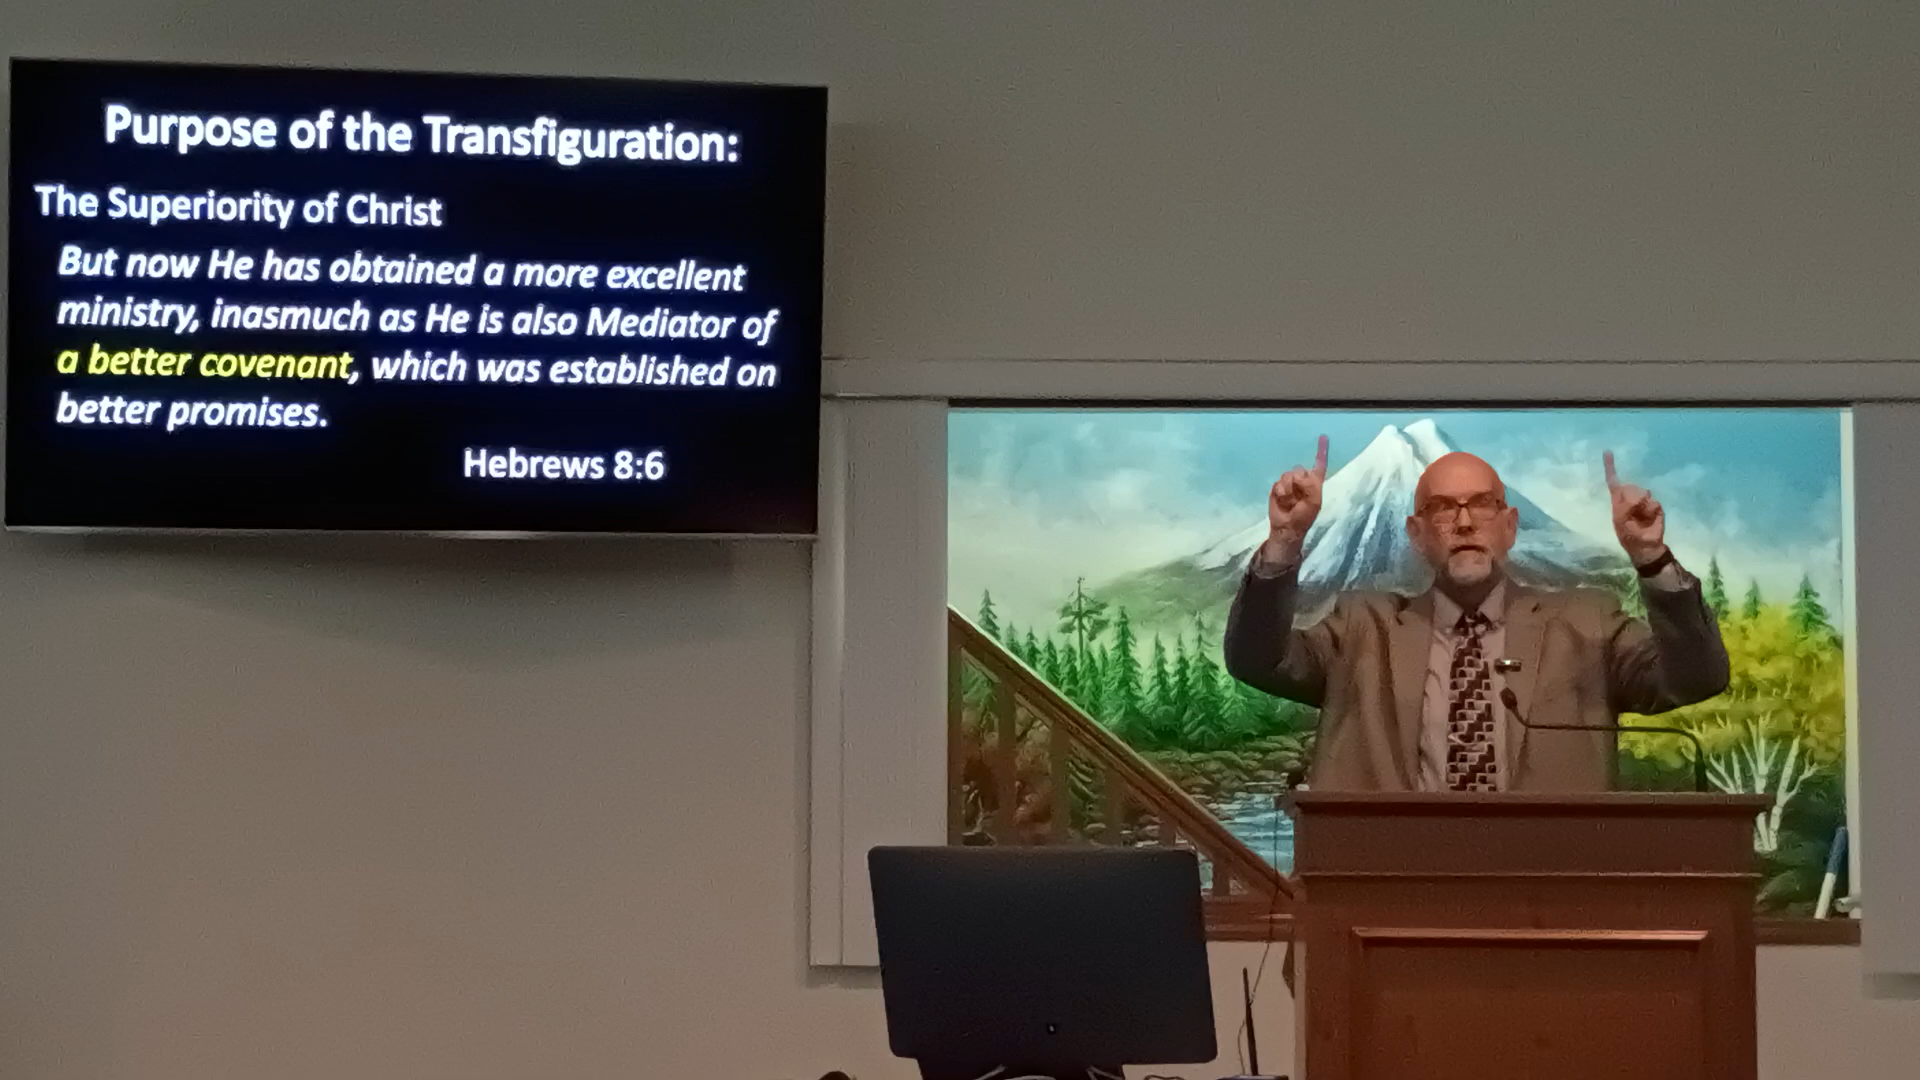 Purpose of the Transfiguration:
The Superiority of Christ
But now He has obtained a more excellent
ministry, inasmuch as He is also Mediator of
a better covenant, which was established on
better promises.
Hebrews 8:6